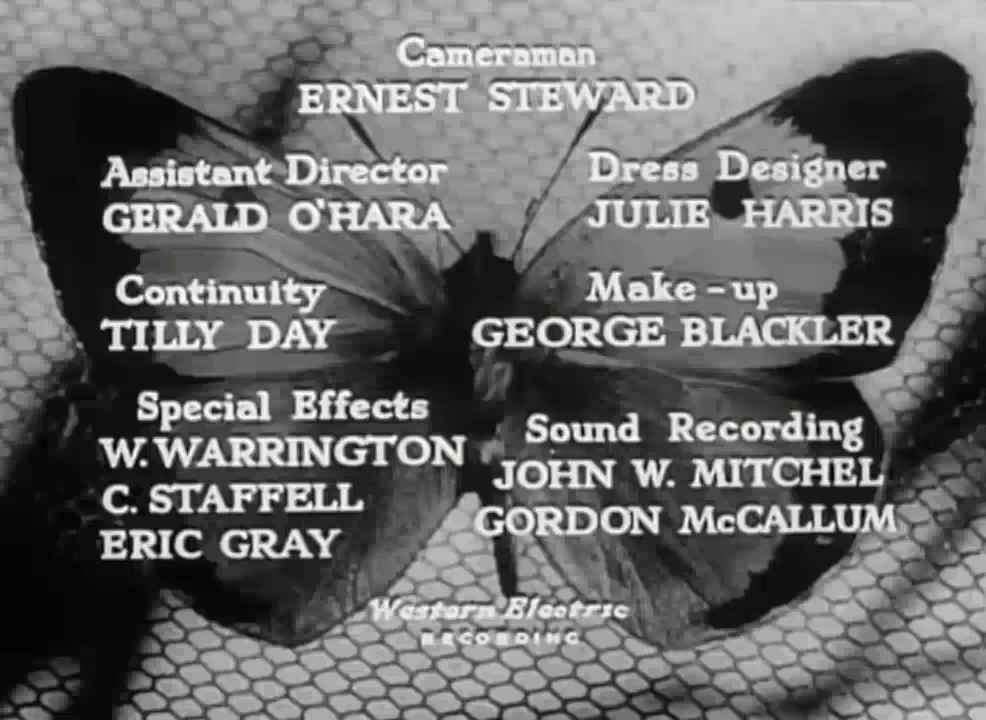 Cameraman
ERNEST STEWARD
Assistant Director
GERALD O'HARA
Dress Designer
JULIE HARRIS
Continuity
TILLY DAY
Make-up
GEORGE BLACKLER
Special Effects
W. WARRINGTON
C. STAFFELL
ERIC GRAY
Sound Recording
JOHN W. MITCHEL
GORDON McCALLUM
Western Electric
RECORDING